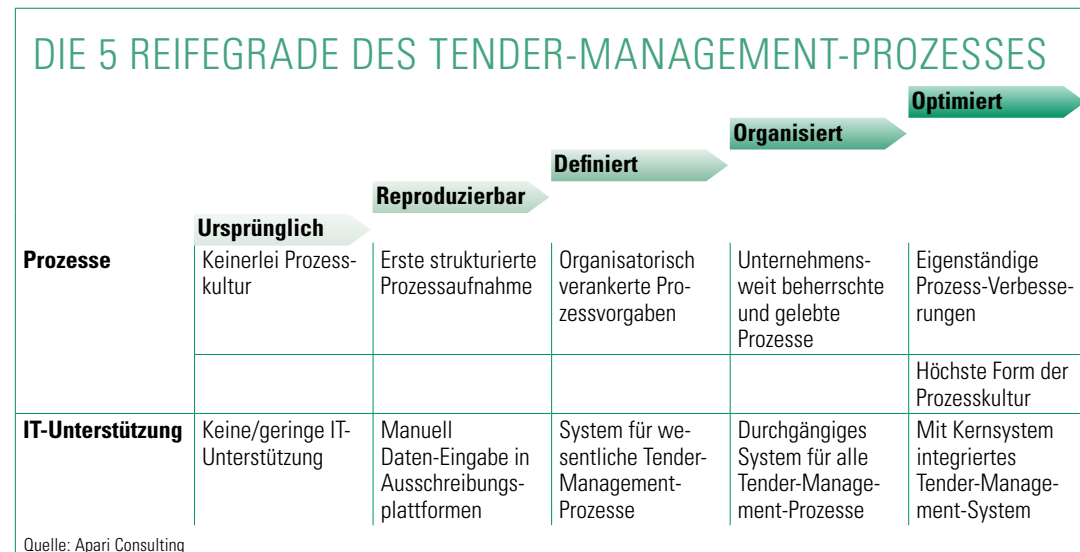 DIE 5 REIFEGRADE DES TENDER-MANAGEMENT-PROZESSES
Optimiert
Organisiert
Definiert
Reproduzierbar
Ursprünglich
Prozesse
Keinerlei Prozess-
kultur
Erste strukturierte
Prozessaufnahme
Organisatorisch
verankerte Pro-
zessvorgaben
Unternehmens-
weit beherrschte
und gelebte
Prozesse
Eigenständige
Prozess-Verbesse-
rungen
Höchste Form der
Prozesskultur
IT-Unterstützung
Keine/geringe IT-
Unterstützung
Manuell
Daten-Eingabe in
Ausschreibungs-
plattformen
System für we-
sentliche Tender-
Management-
Prozesse
Durchgängiges
System für alle
Tender-Manage-
ment-Prozesse
Mit Kernsystem
integriertes
Tender-Manage-
ment-System
Quelle: Apari Consulting